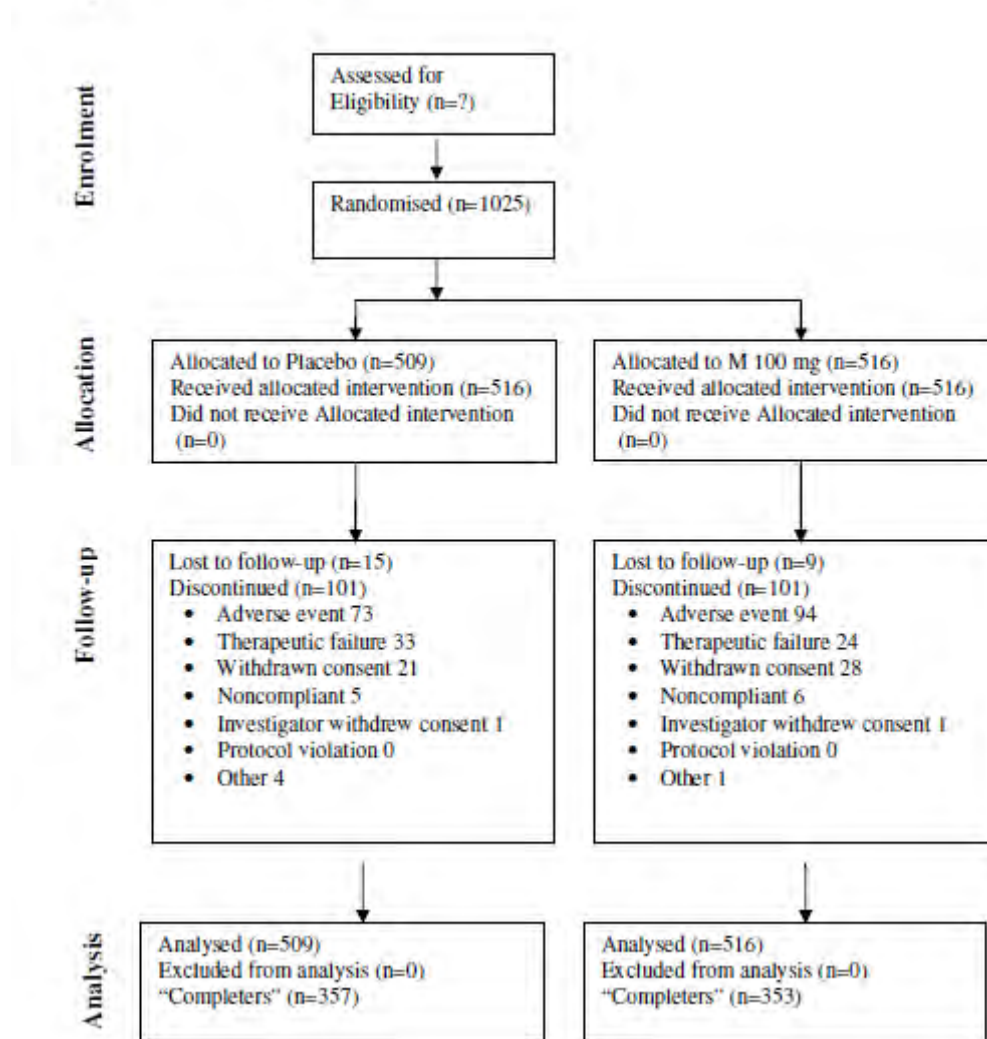 Enrolment
Assessed for
Eligibility (n=?)
Randomised (n=1025)
Allocation
Allocated to Placebo (n=509)
Received allocated intervention (n=516)
Did not receive Allocated intervention
(n=0)
Allocated to M 100 mg (n=516)
Received allocated intervention (n=516)
Did not receive Allocated intervention
(n=0)
Follow-up
Lost to follow-up (n=15)
Discontinued (n=101)
• Adverse event 73
• Therapeutic failure 33
• Withdrawn consent 21
• Noncompliant 5
• Investigator withdrew consent 1
• Protocol violation 0
• Other 4
Lost to follow-up (n=9)
Discontinued (n=101)
• Adverse event 94
• Therapeutic failure 24
• Withdrawn consent 28
• Noncompliant 6
• Investigator withdrew consent 1
• Protocol violation 0
• Other 1
Analysis
Analysed (n=509)
Excluded from analysis (n=0)
“Completers” (n=357)
Analysed (n=516)
Excluded from analysis (n=0)
“Completers” (n=353)